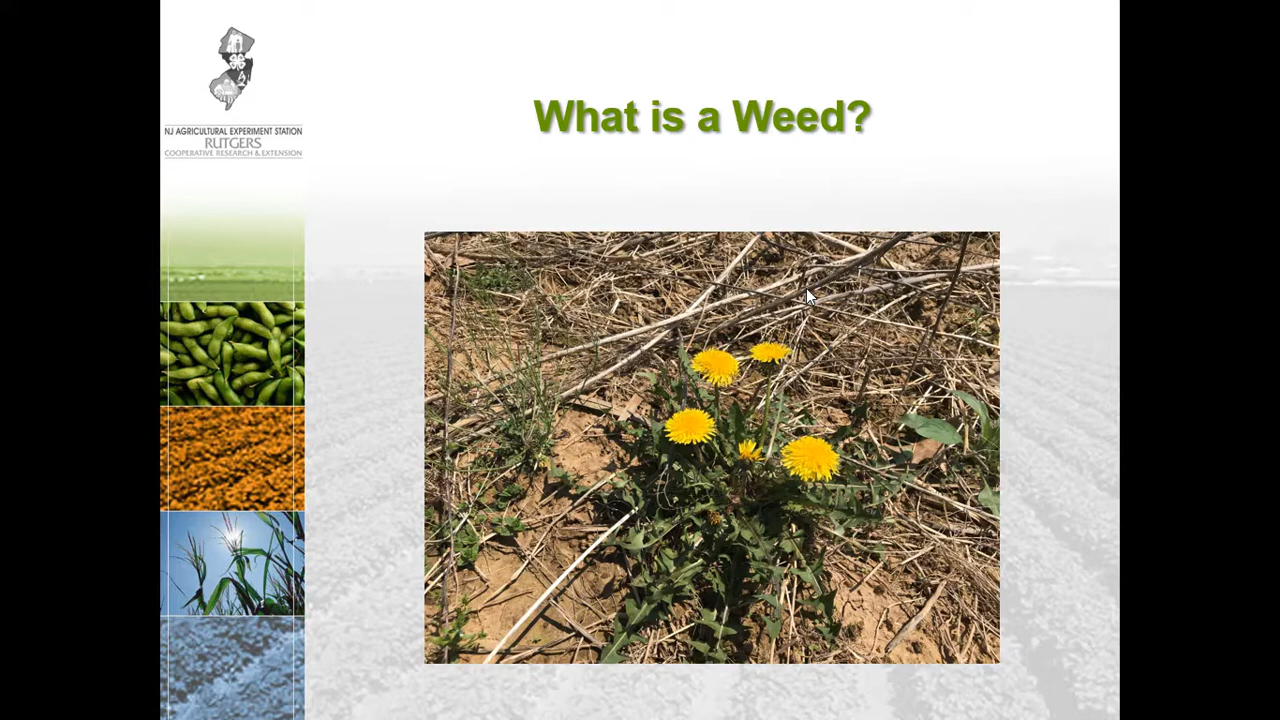 NJ AGRICULTURAL EXPERIMENT STATION
RUTGERS
COOPERATIVE RESEARCH & EXTENSION
What is a Weed?